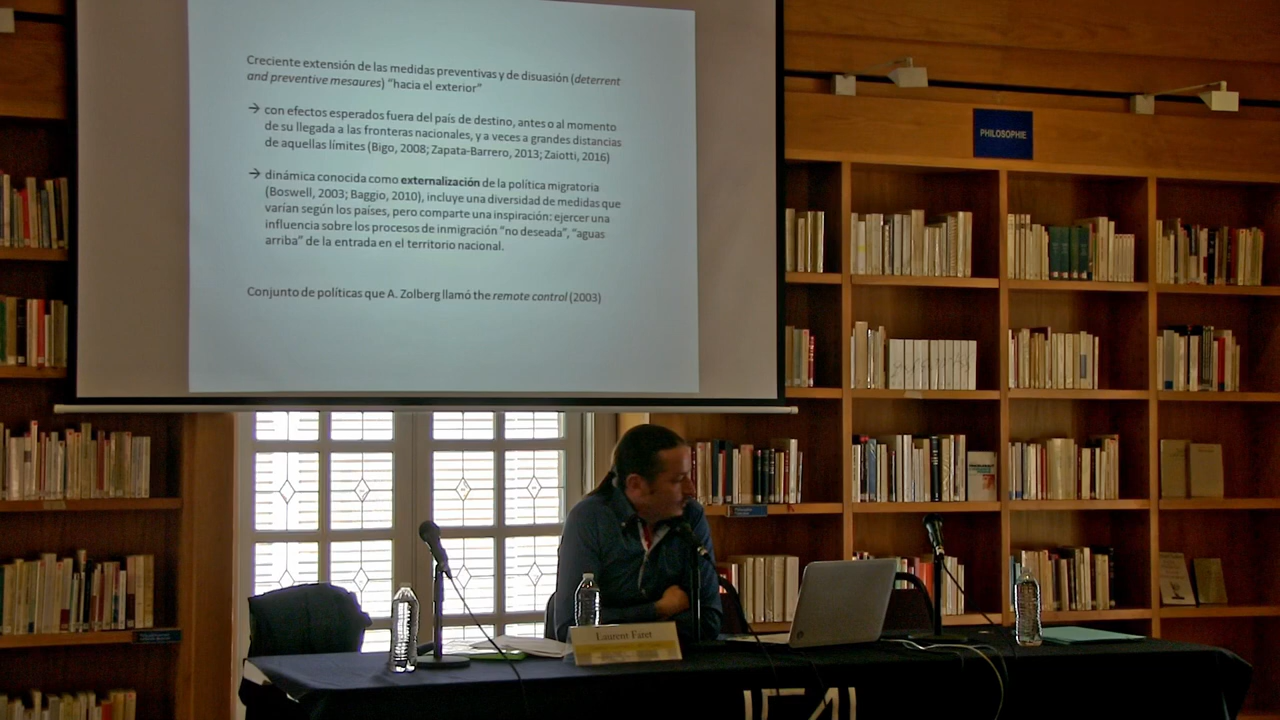 Creciente extensión de las medidas preventivas y de disuasión (deterrent
and preventive mesaures) "hacia el exterior"
→ con efectos esperados fuera del país de destino, antes o al momento
de su llegada a las fronteras nacionales, y a veces a grandes distancias
de aquellas límites (Bigo, 2008; Zapata-Barrero, 2013; Zaiotti, 2016)
→ dinámica conocida como externalización de la política migratoria
(Boswell, 2003; Baggio, 2010), incluye una diversidad de medidas que
varían según los países, pero comparte una inspiración: ejercer una
influencia sobre los procesos de inmigración "no deseada", "aguas
arriba" de la entrada en el territorio nacional.
Conjunto de políticas que A. Zolberg llamó the remote control (2003)
PHILOSOPHIE
Laurent Faret